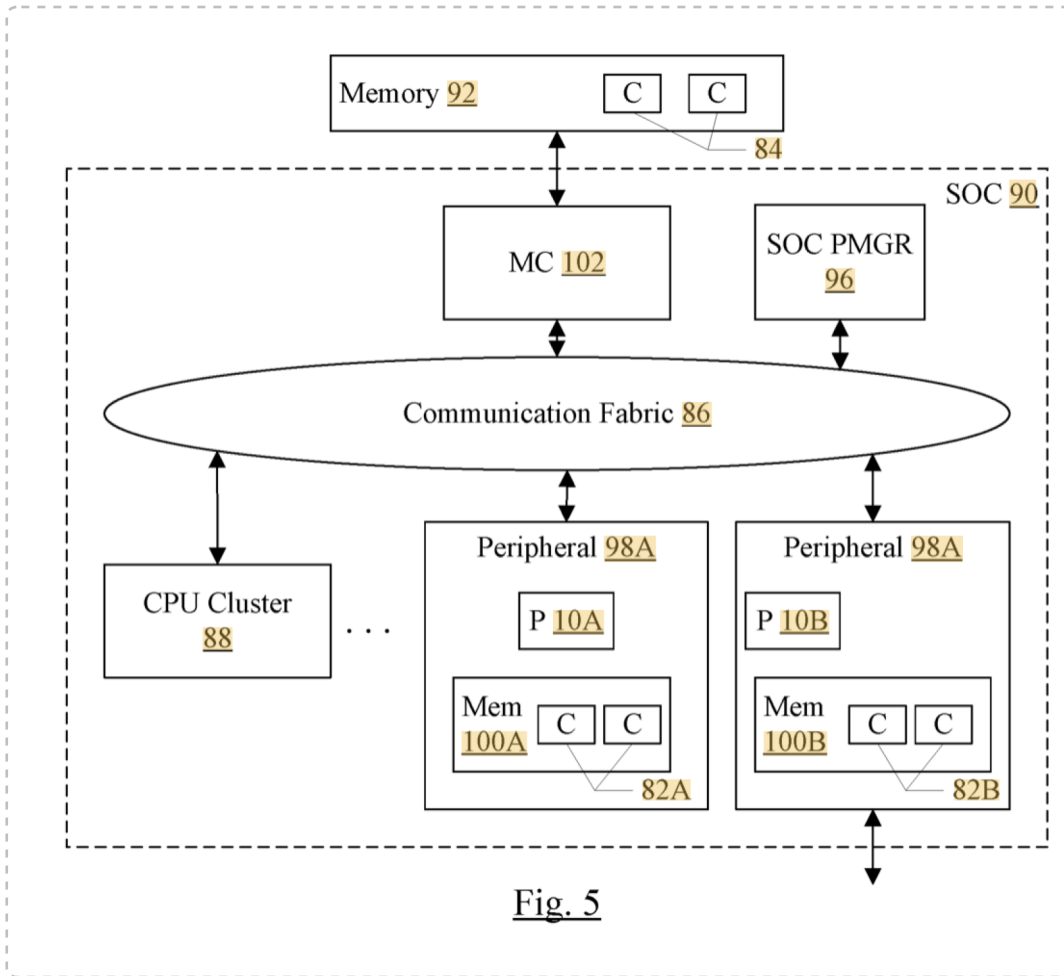 Memory 92
C
C
84
SOC 90
MC 102
SOC PMGR
96
Communication Fabric 86
CPU Cluster
88
. . .
Peripheral 98A
P 10A
Mem
100A
C
C
82A
Peripheral 98A
P 10B
Mem
100B
C
C
82B
Fig. 5